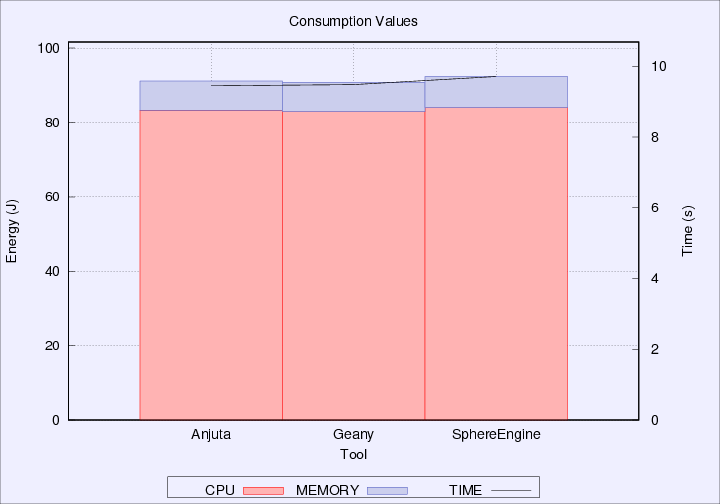 Consumption Values
100
80
60
40
20
0
Energy (J)
10
8
6
4
2
0
Time (s)
Anjuta Geany SphereEngine
Tool
CPU MEMORY TIME